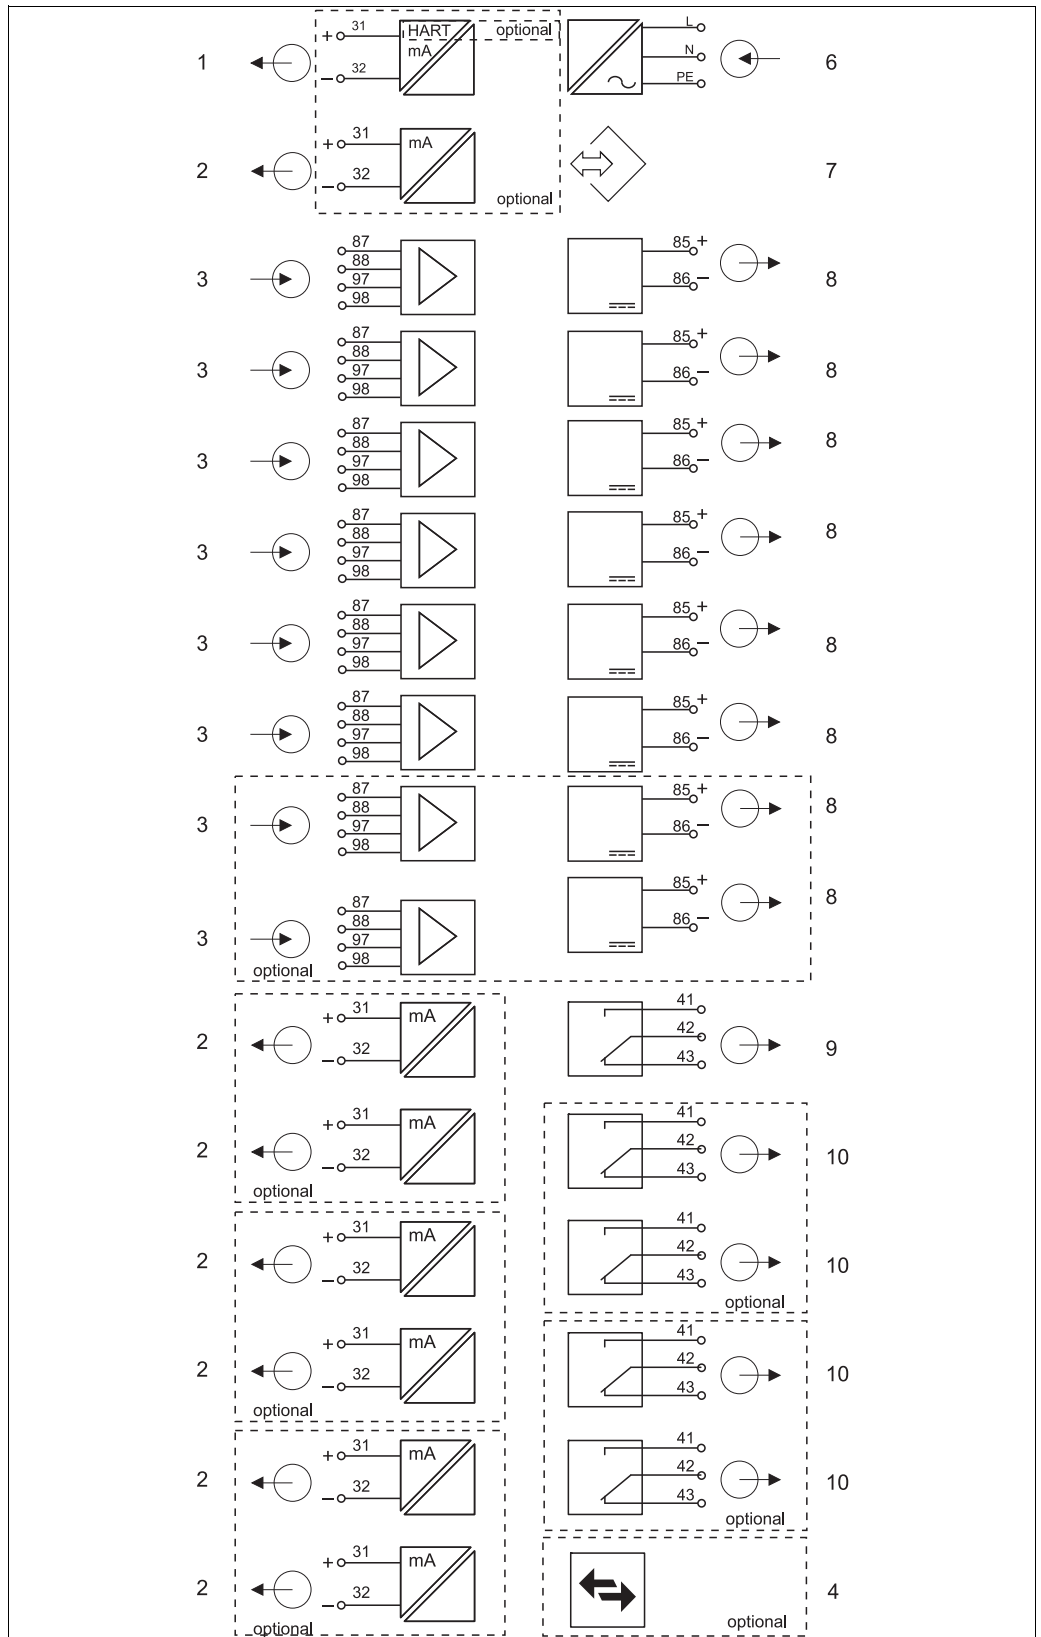 1 + 31 HART optional L
mA N 6
− 32 PE
2 + 31 mA 7
− 32 optional
3 87 85 + 8
88
97 86 −
98
3 87 85 + 8
88
97 86 −
98
3 87 85 + 8
88
97 86 −
98
3 87 85 + 8
88
97 86 −
98
3 87 85 + 8
88
97 86 −
98
3 87 85 + 8
88
97 86 −
98
3 87 85 + 8
88
97 86 −
98
85 + 8
3 87 86 −
88
97
98
optional
2 + 31 mA 41 9
− 32 42
43
2 + 31 mA 41 10
− 32 42
optional 43
2 + 31 mA 41 10
− 32 42
43
optional
2 + 31 mA 41 10
− 32 42
optional 43
2 + 31 mA 41 10
− 32 42
43
optional
2 + 31 mA 4
− 32
optional optional